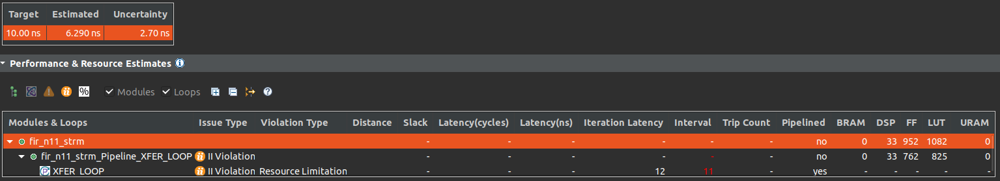 Target Estimated Uncertainty
10.00 ns 6.290 ns 2.70 ns
Performance & Resource Estimates
% Modules Loops
Modules & Loops Issue Type Violation Type Distance Slack Latency(cycles) Latency(ns) Iteration Latency Interval Trip Count Pipelined BRAM DSP FF LUT URAM
fir_n11_strm - - - - - - - no 0 33 952 1082 0
fir_n11_strm_Pipeline_XFER_LOOP II Violation - - - - - - - no 0 33 762 825 0
XFER_LOOP II Violation Resource Limitation - - - 12 11 - yes - - - - -